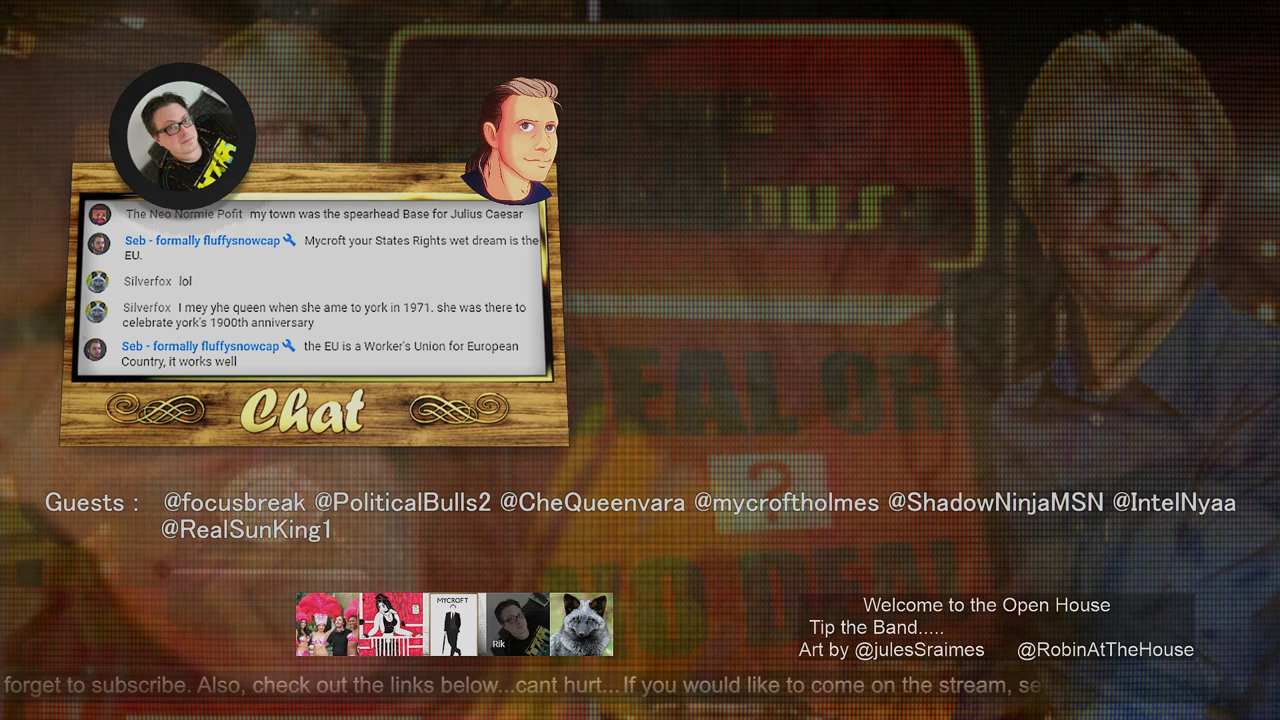 The Neo Normie Pofit my town was the spearhead Base for Julius Caesar
Seb - formally fluffysnowcap Mycroft your States Rights wet dream is the
EU.
Silverfox lol
Silverfox I mey yhe queen when she ame to york in 1971. she was there to
celebrate york's 1900th anniversary
Seb - formally fluffysnowcap the EU is a Worker's Union for European
Country, it works well
Chat
DEAL OR
?
NO DEAL
Guests : @focusbreak @PoliticalBulls2 @CheQueenvara @mycroftholmes @ShadowNinjaMSN @IntelNyaa
@RealSunKing1
MYCROFT
Rik
Welcome to the Open House
Tip the Band.....
Art by @julesSraimes @RobinAtTheHouse
forget to subscribe. Also, check out the links below...cant hurt...If you would like to come on the stream, se